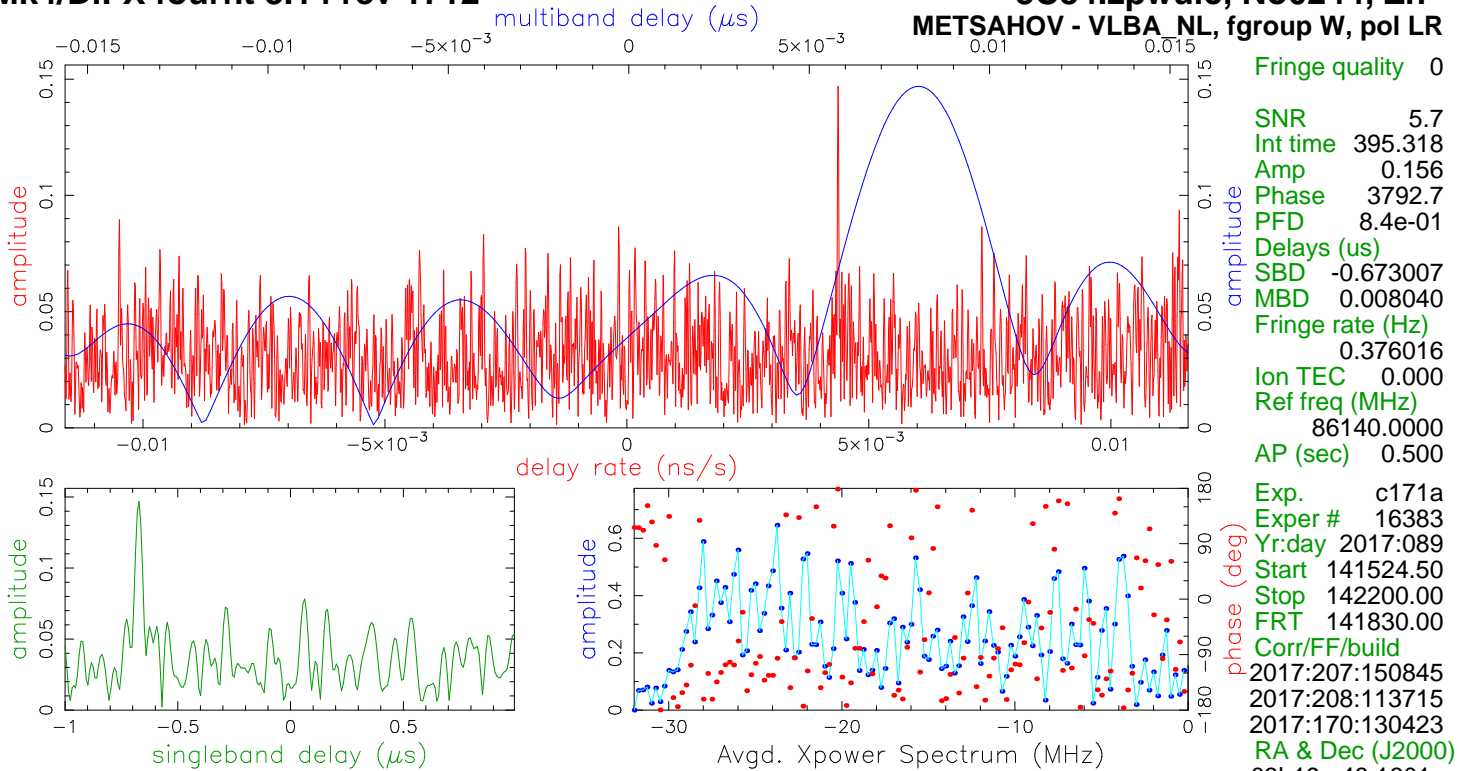 multiband delay (μs)
METSAHOV - VLBA_NL, fgroup W, pol LR
−0.015 −0.01 −5×10⁻³ 0 5×10⁻³ 0.01 0.015
amplitude
0 0.05 0.1 0.15
amplitude
0 0.05 0.1 0.15
−0.01 −5×10⁻³ 0 5×10⁻³ 0.01
delay rate (ns/s)
Fringe quality 0
SNR 5.7
Int time 395.318
Amp 0.156
Phase 3792.7
PFD 8.4e-01
Delays (us)
SBD -0.673007
MBD 0.008040
Fringe rate (Hz)
0.376016
Ion TEC 0.000
Ref freq (MHz)
86140.0000
AP (sec) 0.500
Exp. c171a
Exper # 16383
Yr:day 2017:089
Start 141524.50
Stop 142200.00
FRT 141830.00
Corr/FF/build
2017:207:150845
2017:208:113715
2017:170:130423
RA & Dec (J2000)
amplitude
0 0.05 0.1 0.15
−1 −0.5 0 0.5
singleband delay (μs)
amplitude
0 0.2 0.4 0.6
−30 −20 −10 0
Avgd. Xpower Spectrum (MHz)
phase (deg)
−180 −90 0 90 180